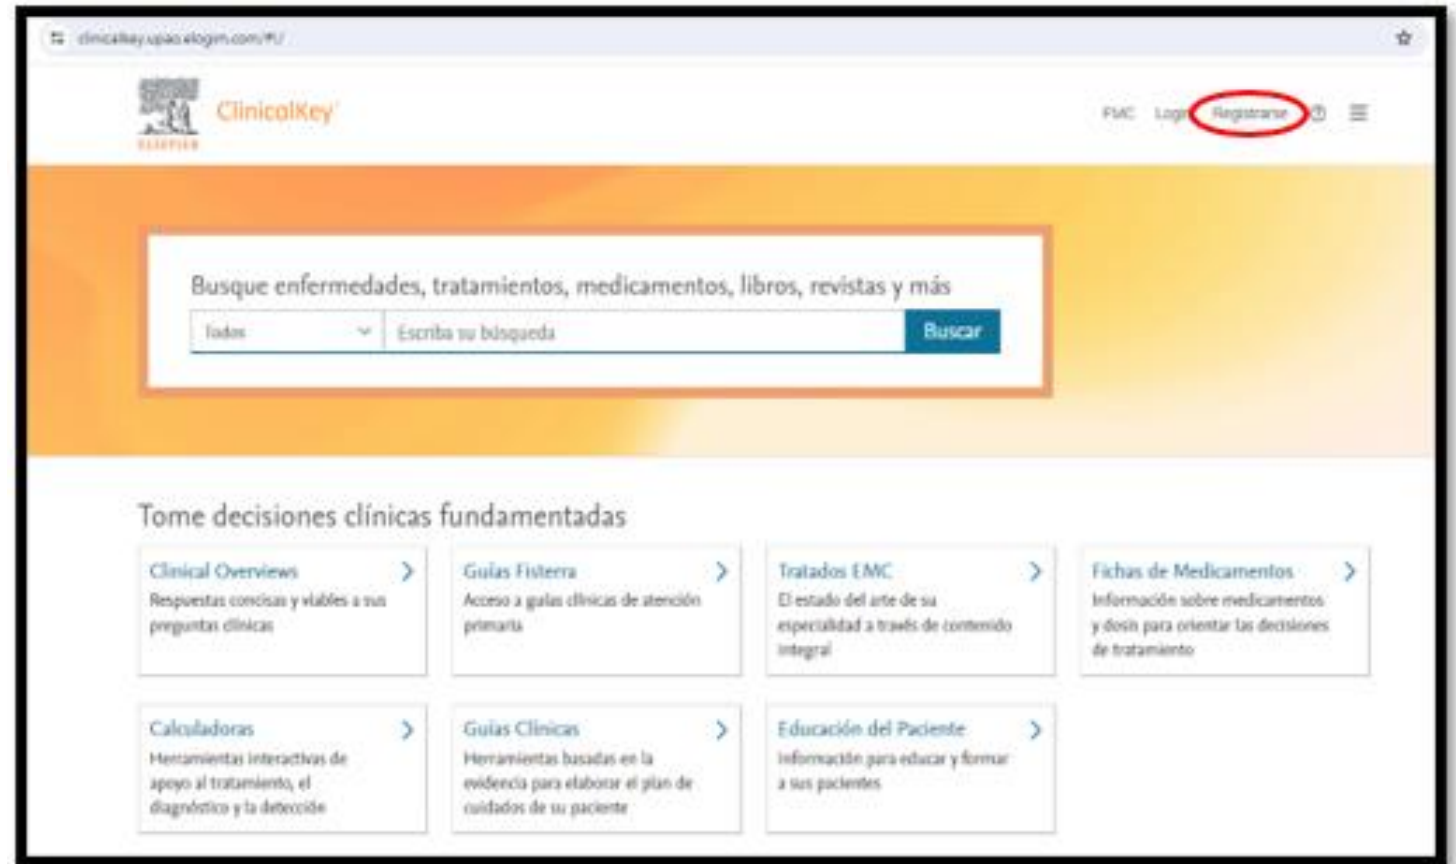 clinicalkey.upao.elogim.com/#!/
ELSEVIER
ClinicalKey®
FMC Login Registrarse
Busque enfermedades, tratamientos, medicamentos, libros, revistas y más
Todos Escriba su búsqueda Buscar
Tome decisiones clínicas fundamentadas
Clinical Overviews
Respuestas concisas y viables a sus
preguntas clínicas
Guías Fisterra
Acceso a guías clínicas de atención
primaria
Tratados EMC
El estado del arte de su
especialidad a través de contenido
integral
Fichas de Medicamentos
Información sobre medicamentos
y dosis para orientar las decisiones
de tratamiento
Calculadoras
Herramientas interactivas de
apoyo al tratamiento, el
diagnóstico y la detección
Guías Clínicas
Herramientas basadas en la
evidencia para elaborar el plan de
cuidados de su paciente
Educación del Paciente
Información para educar y formar
a sus pacientes